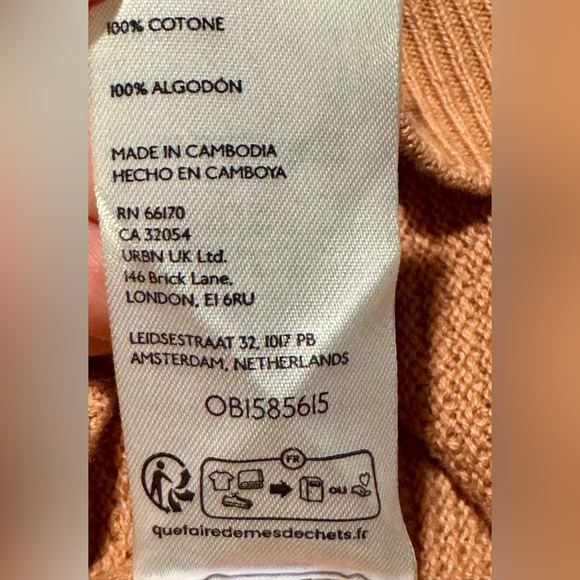 100% COTONE
100% ALGODÓN
MADE IN CAMBODIA
HECHO EN CAMBOYA
RN 66170
CA 32054
URBN UK Ltd.
146 Brick Lane,
LONDON, E1 6RU
LEIDSESTRAAT 32, 1017 PB
AMSTERDAM, NETHERLANDS
OB1585615
FR
OU
quefairedemesdechets.fr